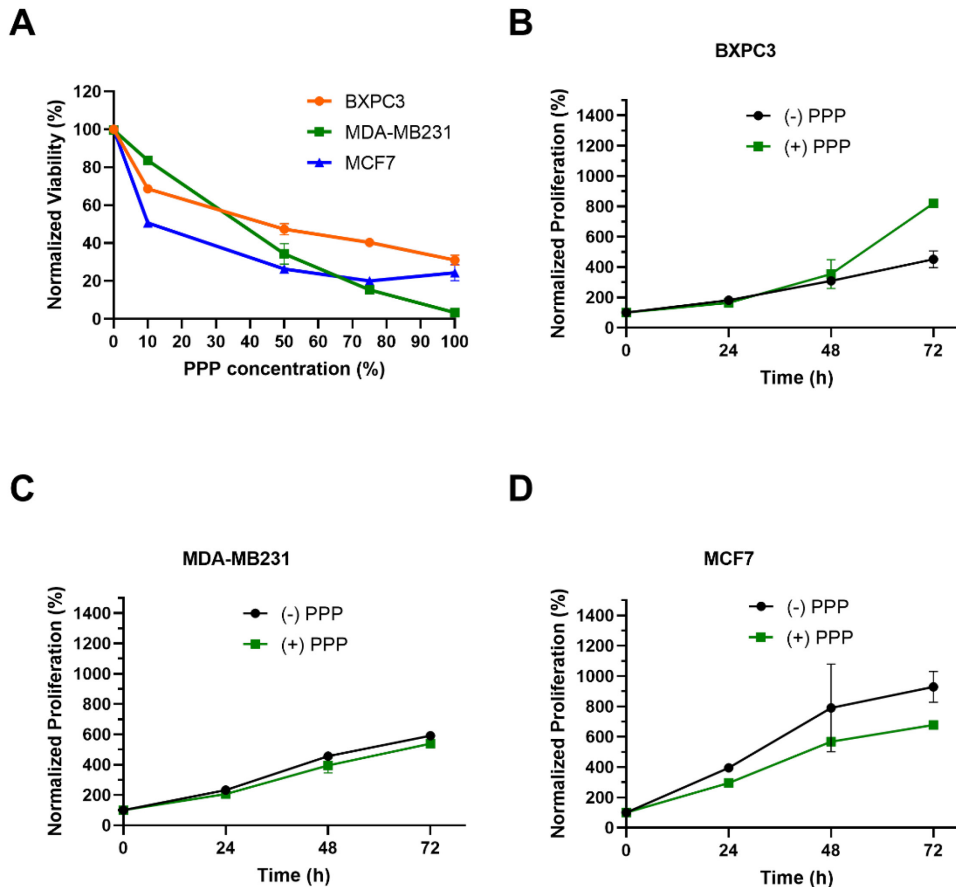 A
Normalized Viability (%)
120
100
80
60
40
20
0
BXPC3
MDA-MB231
MCF7
0 10 20 30 40 50 60 70 80 90 100
PPP concentration (%)
B
BXPC3
Normalized Proliferation (%)
1400
1200
1000
800
600
400
200
0
(-) PPP
(+) PPP
0 24 48 72
Time (h)
C
MDA-MB231
Normalized Proliferation (%)
1400
1200
1000
800
600
400
200
0
(-) PPP
(+) PPP
0 24 48 72
Time (h)
D
MCF7
Normalized Proliferation (%)
1400
1200
1000
800
600
400
200
0
(-) PPP
(+) PPP
0 24 48 72
Time (h)